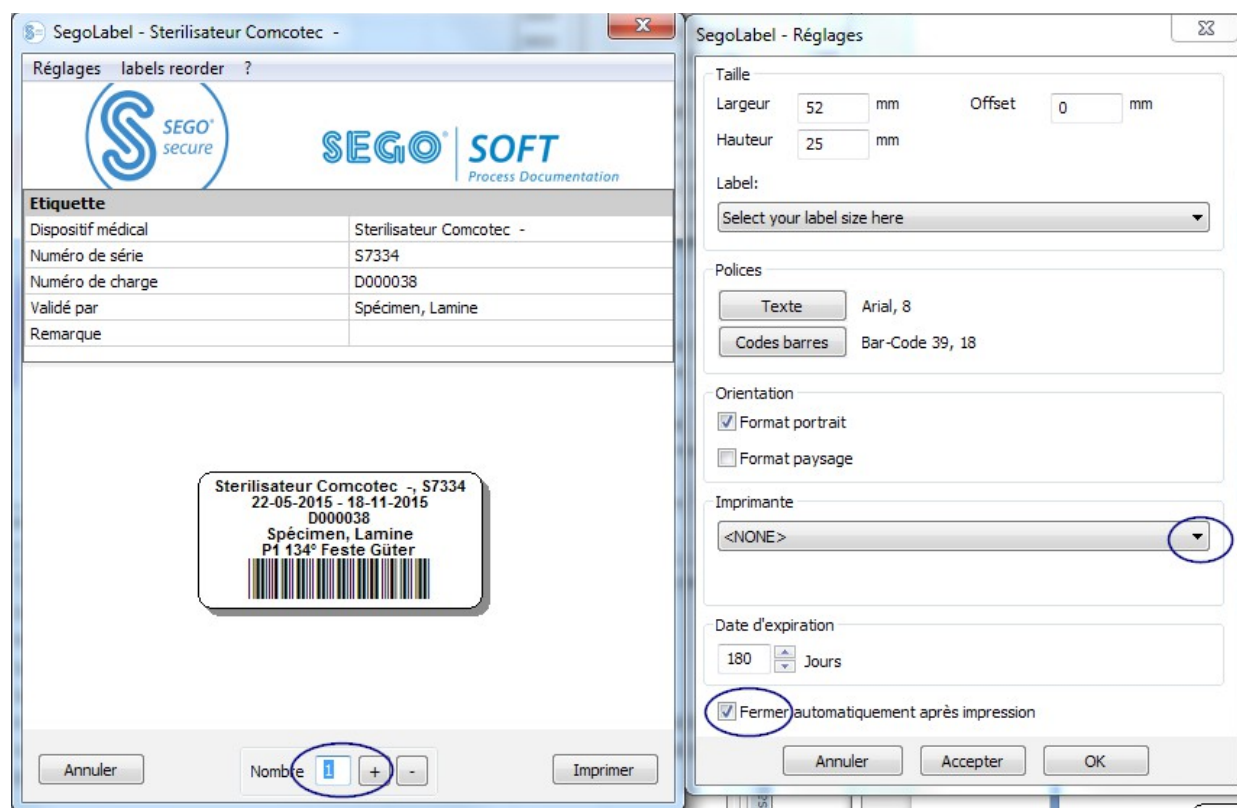 SegoLabel - Sterilisateur Comcotec -
Réglages labels reorder ?
SEGO®
secure
SEGO® SOFT
Process Documentation
Etiquette
Dispositif médical Sterilisateur Comcotec -
Numéro de série S7334
Numéro de charge D000038
Validé par Spécimen, Lamine
Remarque
Sterilisateur Comcotec -, S7334
22-05-2015 - 18-11-2015
D000038
Spécimen, Lamine
P1 134° Feste Güter
Annuler Nombre 1 + - Imprimer
SegoLabel - Réglages
Taille
Largeur 52 mm Offset 0 mm
Hauteur 25 mm
Label:
Select your label size here
Polices
Texte Arial, 8
Codes barres Bar-Code 39, 18
Orientation
Format portrait
Format paysage
Imprimante
<NONE>
Date d'expiration
180 Jours
Fermer automatiquement après impression
Annuler Accepter OK